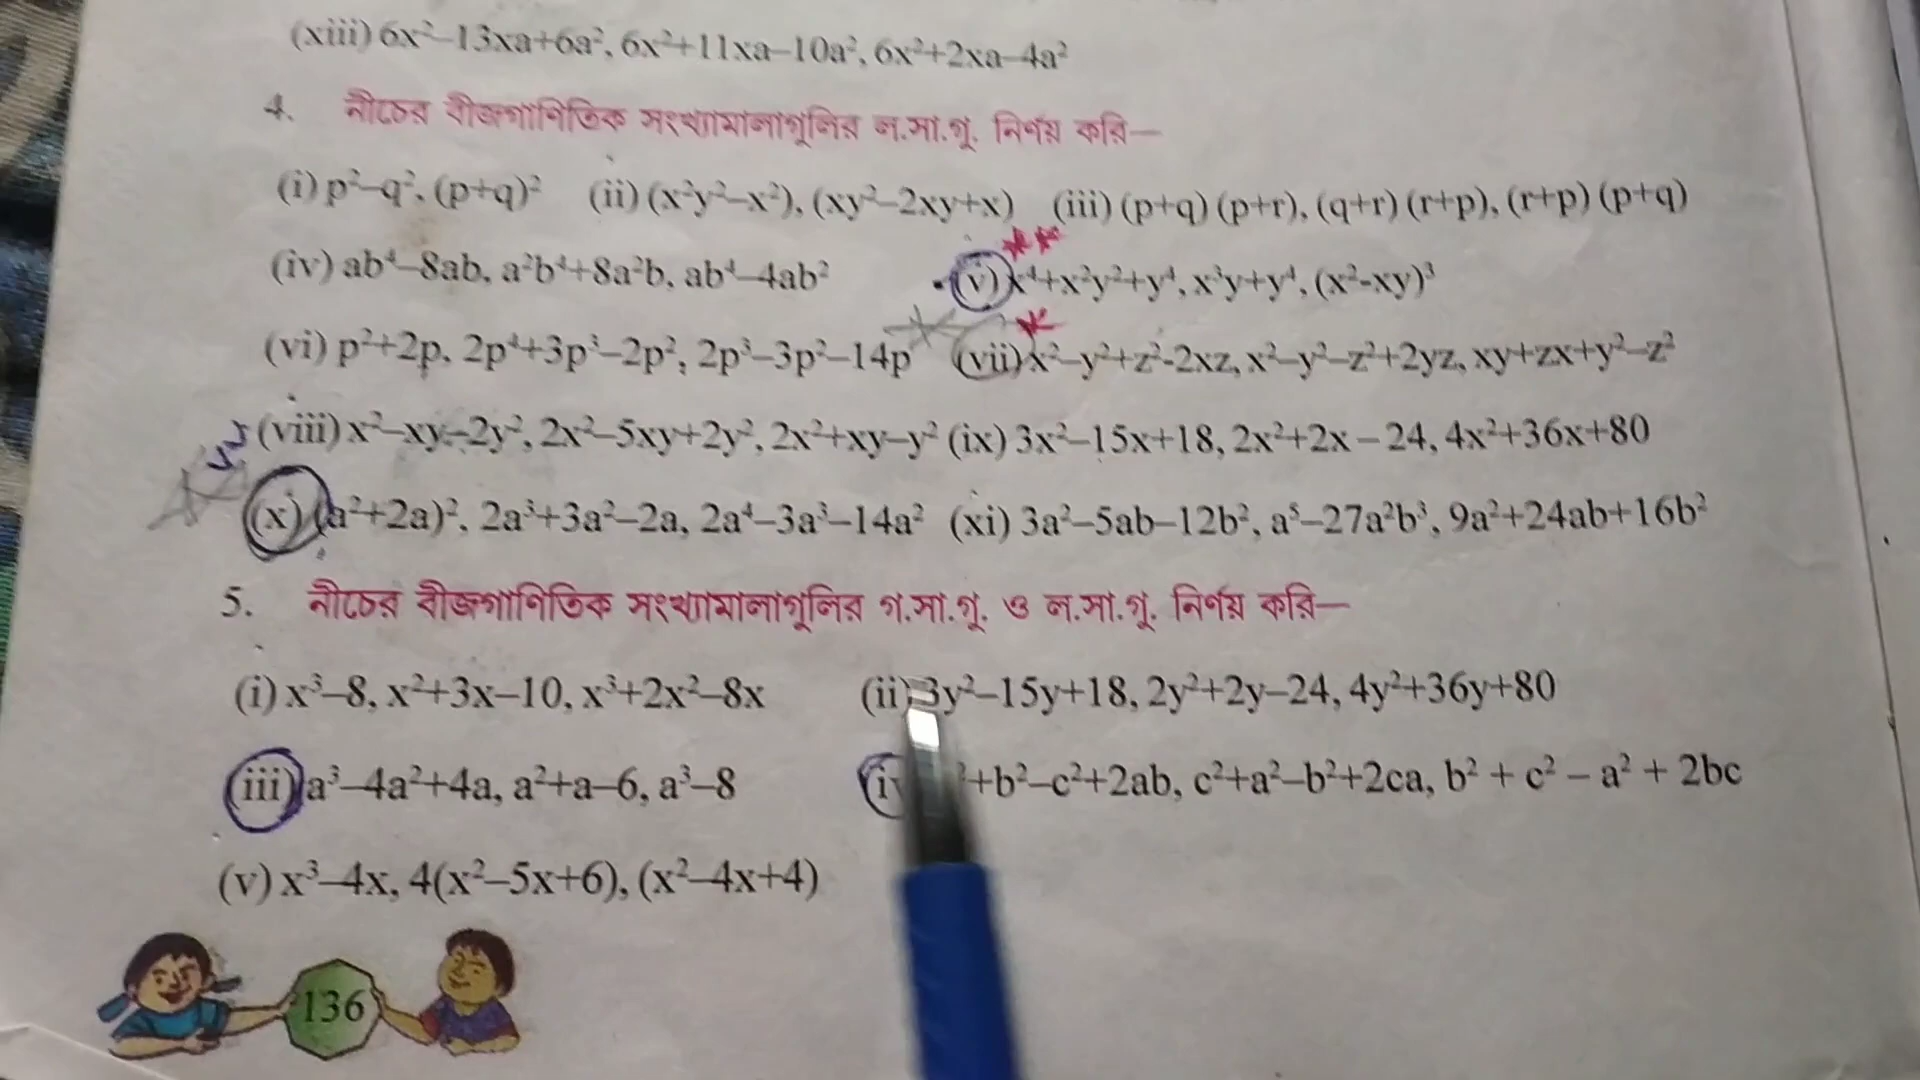 (xiii) 6x²–13xa+6a², 6x²+11xa–10a², 6x²+2xa–4a²
4. নীচের বীজগাণিতিক সংখ্যামালাগুলির ল.সা.গু. নির্ণয় করি—
(i) p²–q², (p+q)² (ii) (x²y²–x²), (xy²–2xy+x) (iii) (p+q) (p+r), (q+r) (r+p), (r+p) (p+q)
(iv) ab⁴–8ab, a²b⁴+8a²b, ab⁴–4ab² (v) x⁴+x²y²+y⁴, x³y+y⁴, (x²-xy)³
(vi) p²+2p, 2p⁴+3p³–2p², 2p³–3p²–14p (vii) x²–y²+z²-2xz, x²–y²–z²+2yz, xy+zx+y²–z²
(viii) x²–xy–2y², 2x²–5xy+2y², 2x²+xy–y² (ix) 3x²–15x+18, 2x²+2x–24, 4x²+36x+80
(x) (a²+2a)², 2a³+3a²–2a, 2a⁴–3a³–14a² (xi) 3a²–5ab–12b², a⁵–27a²b³, 9a²+24ab+16b²
5. নীচের বীজগাণিতিক সংখ্যামালাগুলির গ.সা.গু. ও ল.সা.গু. নির্ণয় করি—
(i) x³–8, x²+3x–10, x³+2x²–8x (ii) 3y²–15y+18, 2y²+2y–24, 4y²+36y+80
(iii) a³–4a²+4a, a²+a–6, a³–8 +b²–c²+2ab, c²+a²–b²+2ca, b² + c² – a² + 2bc
(v) x³–4x, 4(x²–5x+6), (x²–4x+4)
136